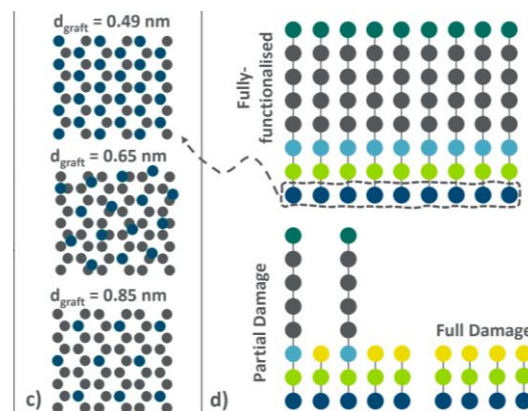 d_graft = 0.49 nm
d_graft = 0.65 nm
d_graft = 0.85 nm
c)
Fully-
functionalised
Partial Damage
Full Damage
d)